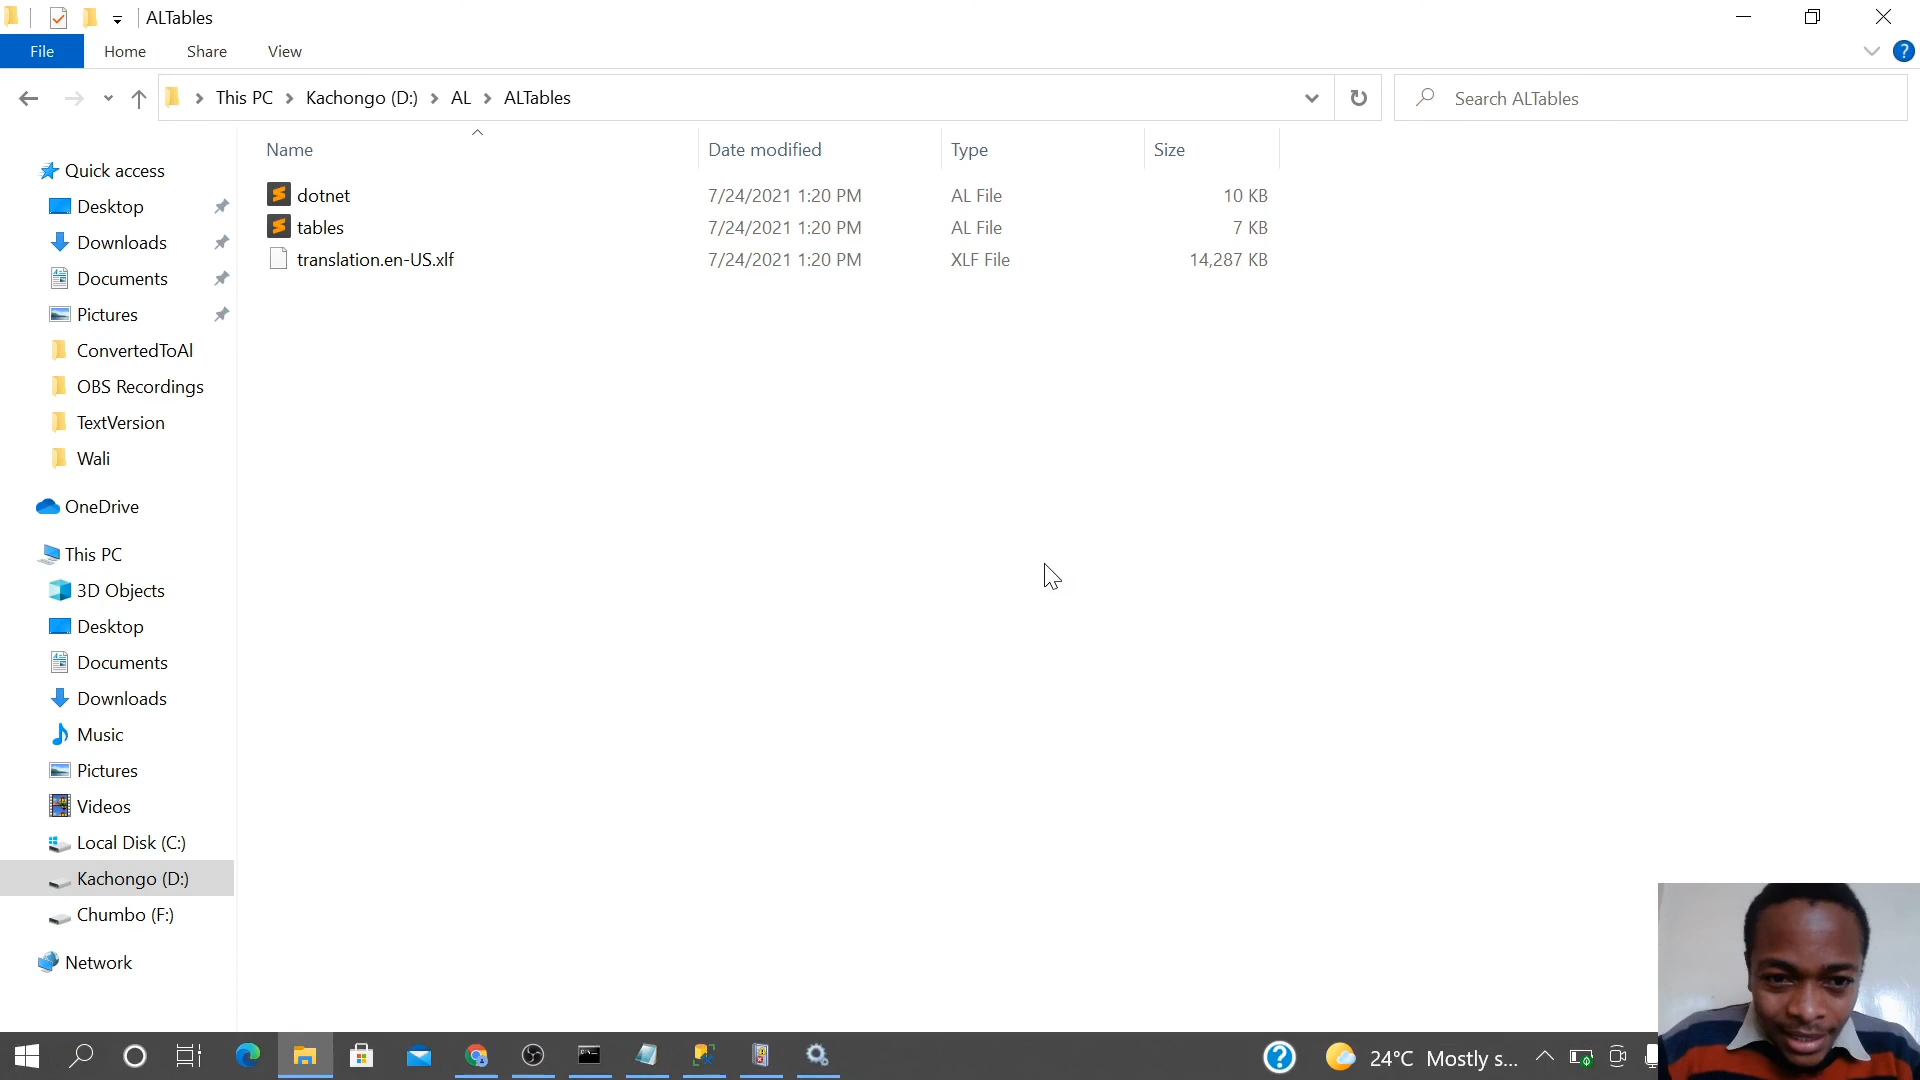 ALTables
File Home Share View
This PC Kachongo (D:) AL ALTables
Search ALTables
Name Date modified Type Size
dotnet 7/24/2021 1:20 PM AL File 10 KB
tables 7/24/2021 1:20 PM AL File 7 KB
translation.en-US.xlf 7/24/2021 1:20 PM XLF File 14,287 KB
Quick access
Desktop
Downloads
Documents
Pictures
ConvertedToAl
OBS Recordings
TextVersion
Wali
OneDrive
This PC
3D Objects
Desktop
Documents
Downloads
Music
Pictures
Videos
Local Disk (C:)
Kachongo (D:)
Chumbo (F:)
Network
24°C Mostly s...